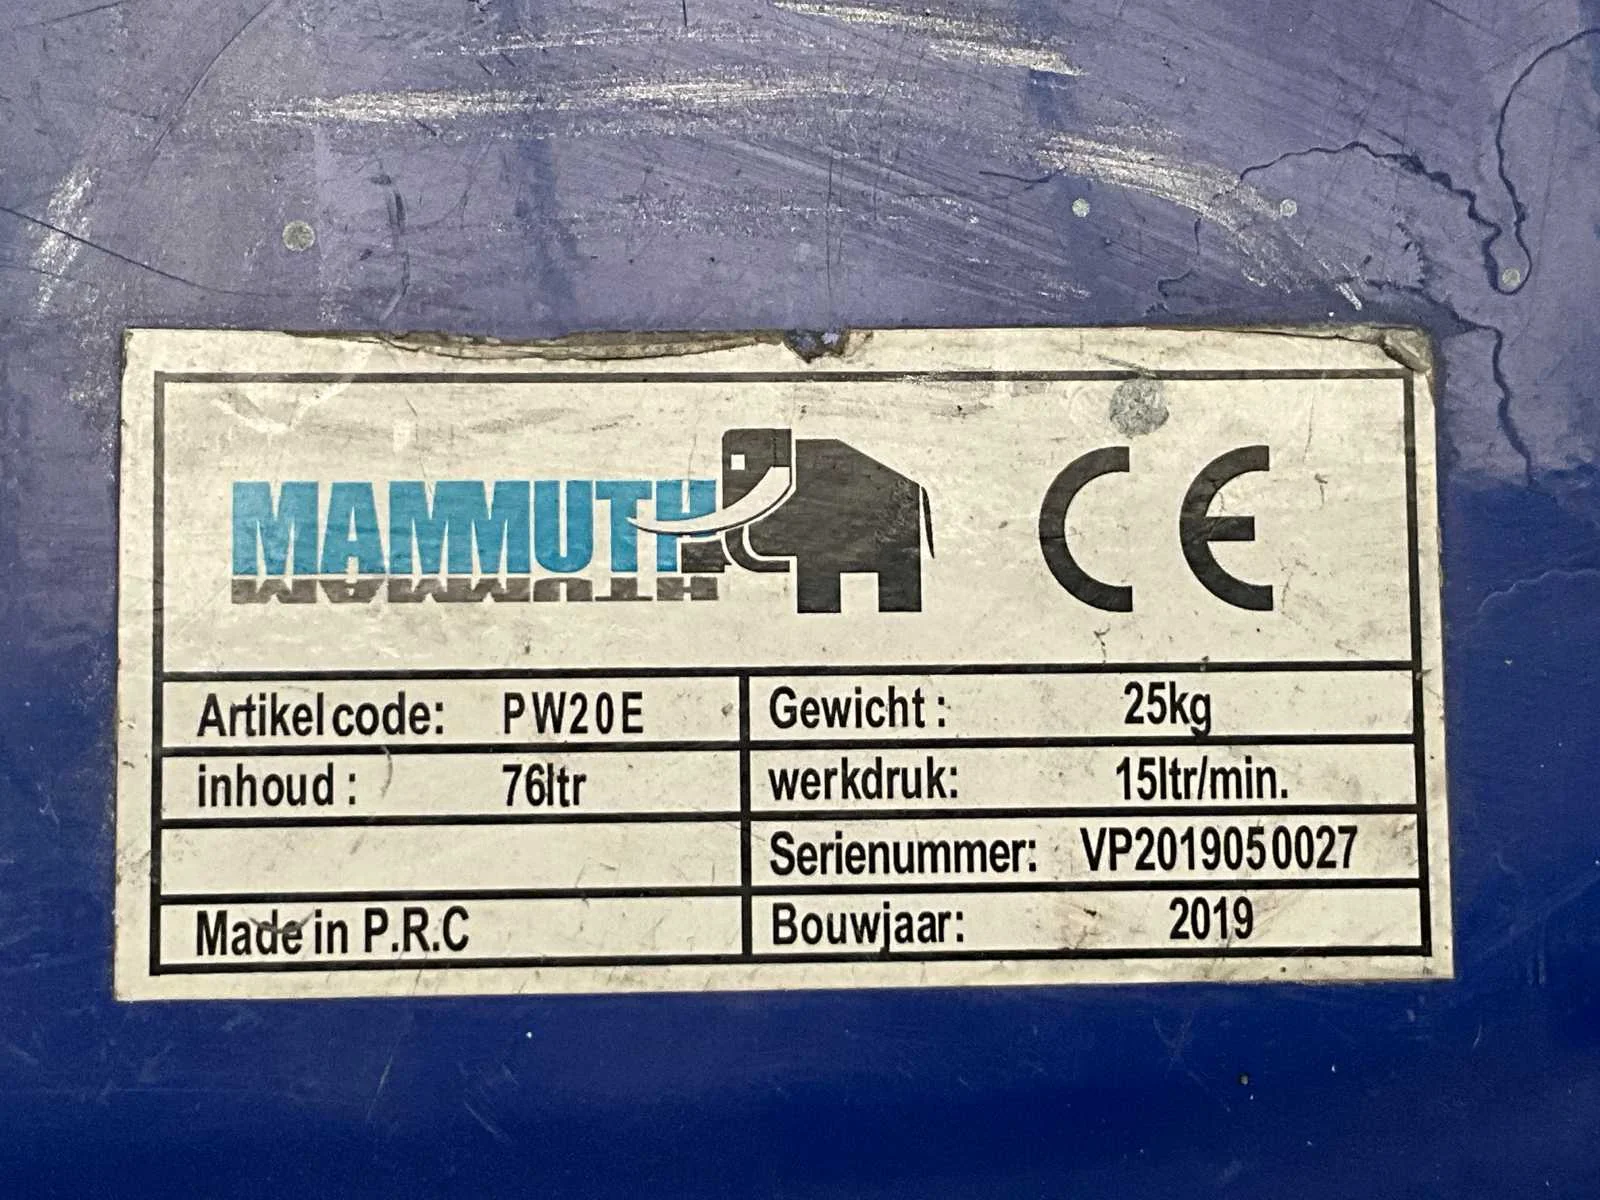 MAMMUTH
CE
Artikel code: PW20E
Gewicht : 25kg
inhoud : 76ltr
werkdruk: 15ltr/min.
Serienummer: VP2019050027
Made in P.R.C
Bouwjaar: 2019